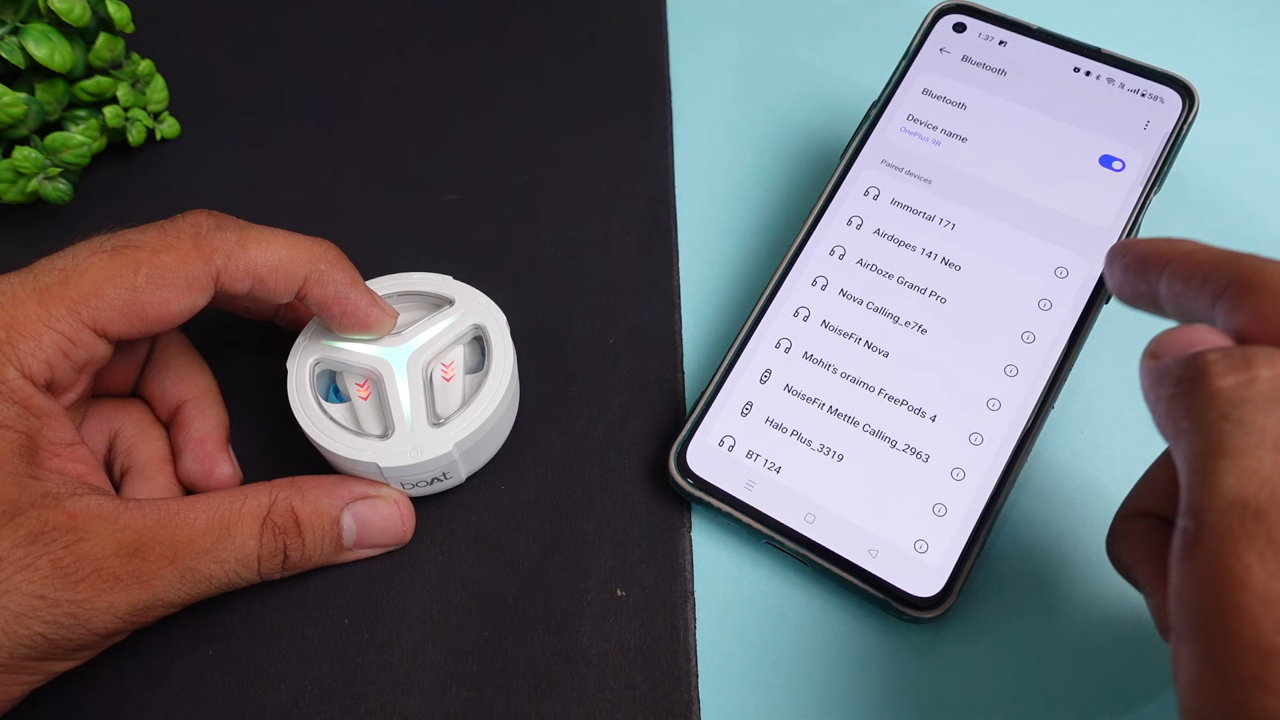 1:37
58%
Bluetooth
Bluetooth
Device name
OnePlus 9R
Paired devices
Immortal 171
Airdopes 141 Neo
AirDoze Grand Pro
Nova Calling_e7fe
NoiseFit Nova
Mohit's oraimo FreePods 4
NoiseFit Mettle Calling_2963
Halo Plus_3319
BT 124
boAt